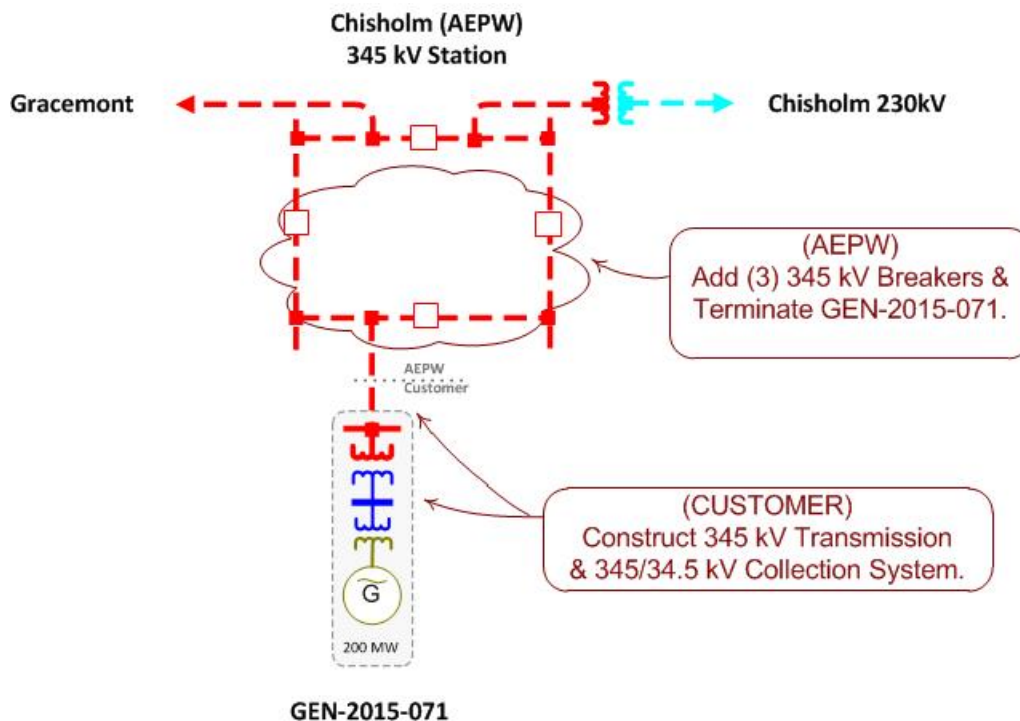 Chisholm (AEPW)
345 kV Station
Gracemont
Chisholm 230kV
(AEPW)
Add (3) 345 kV Breakers &
Terminate GEN-2015-071.
AEPW
Customer
(CUSTOMER)
Construct 345 kV Transmission
& 345/34.5 kV Collection System.
G
200 MW
GEN-2015-071